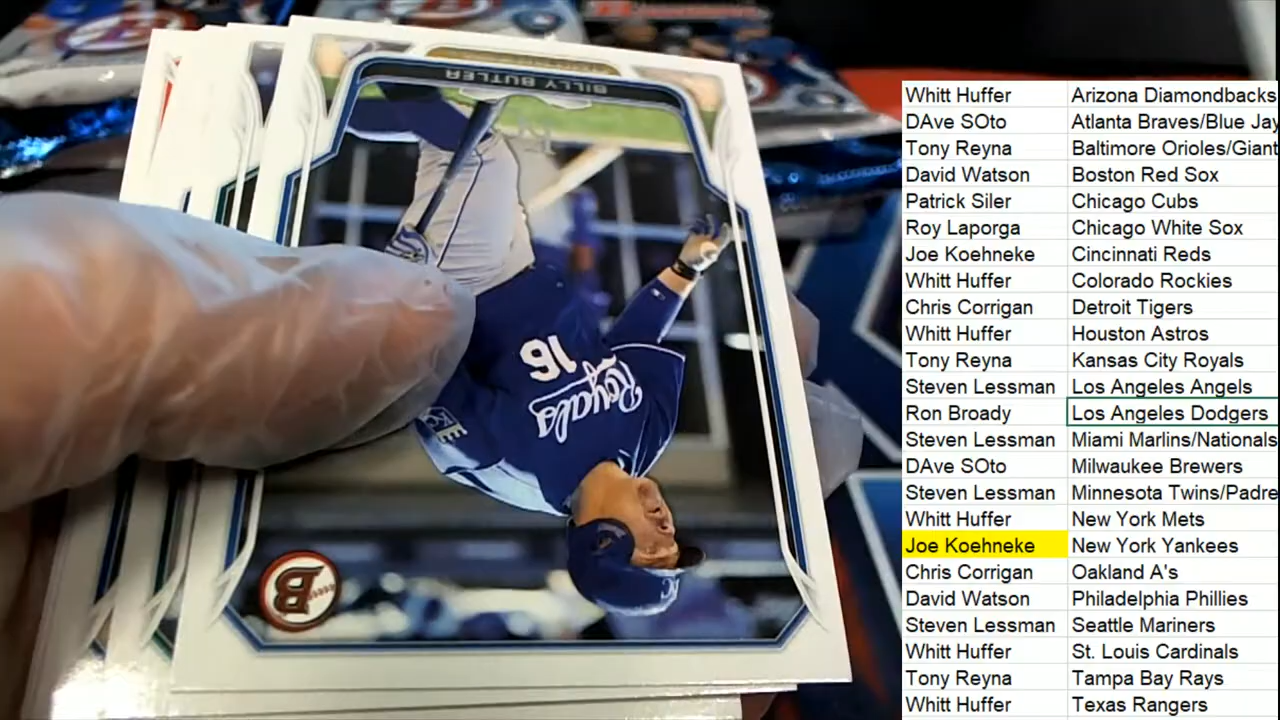 BILLY BUTLER
Royals
16
KC
B
Whitt Huffer Arizona Diamondbacks
DAve SOto Atlanta Braves/Blue Jay
Tony Reyna Baltimore Orioles/Giant
David Watson Boston Red Sox
Patrick Siler Chicago Cubs
Roy Laporga Chicago White Sox
Joe Koehneke Cincinnati Reds
Whitt Huffer Colorado Rockies
Chris Corrigan Detroit Tigers
Whitt Huffer Houston Astros
Tony Reyna Kansas City Royals
Steven Lessman Los Angeles Angels
Ron Broady Los Angeles Dodgers
Steven Lessman Miami Marlins/Nationals
DAve SOto Milwaukee Brewers
Steven Lessman Minnesota Twins/Padre
Whitt Huffer New York Mets
Joe Koehneke New York Yankees
Chris Corrigan Oakland A's
David Watson Philadelphia Phillies
Steven Lessman Seattle Mariners
Whitt Huffer St. Louis Cardinals
Tony Reyna Tampa Bay Rays
Whitt Huffer Texas Rangers